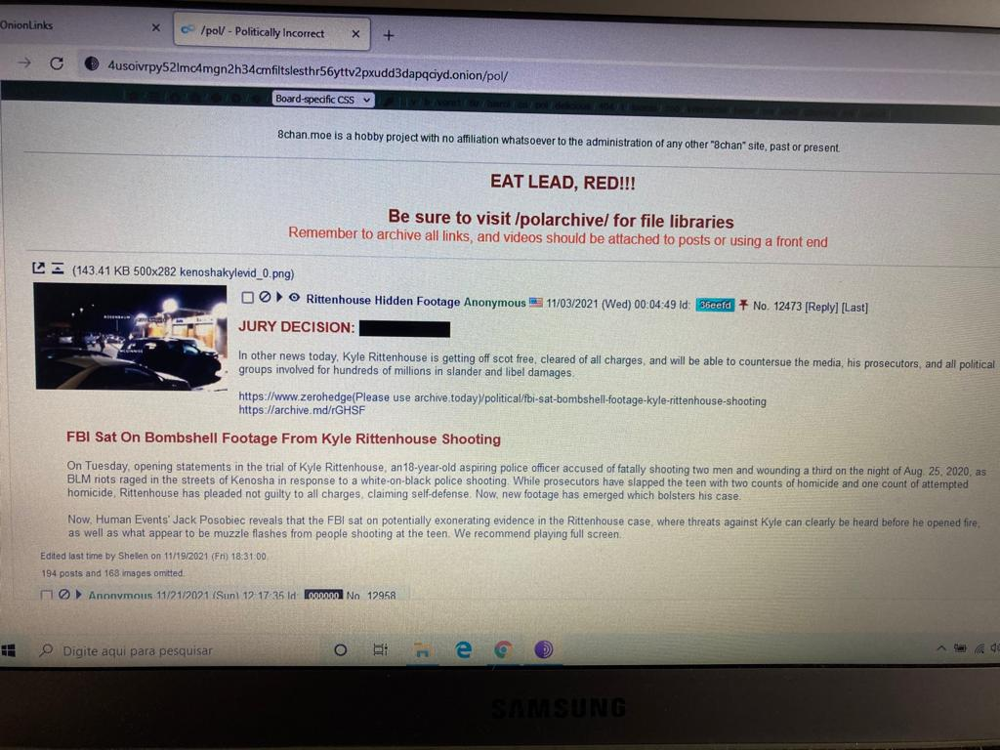 OnionLinks
/pol/ - Politically Incorrect
4usoivrpy52lmc4mgn2h34cmfiltslesthr56yttv2pxudd3dapqciyd.onion/pol/
Board-specific CSS
8chan.moe is a hobby project with no affiliation whatsoever to the administration of any other "8chan" site, past or present.
EAT LEAD, RED!!!
Be sure to visit /polarchive/ for file libraries
Remember to archive all links, and videos should be attached to posts or using a front end
(143.41 KB 500x282 kenoshakylevid_0.png)
Rittenhouse Hidden Footage Anonymous 11/03/2021 (Wed) 00:04:49 Id: 36eefd No. 12473 [Reply] [Last]
ROSENBAUM
MCGINNISS
JURY DECISION:
In other news today, Kyle Rittenhouse is getting off scot free, cleared of all charges, and will be able to countersue the media, his prosecutors, and all political
groups involved for hundreds of millions in slander and libel damages.
https://www.zerohedge(Please use archive.today)/political/fbi-sat-bombshell-footage-kyle-rittenhouse-shooting
https://archive.md/rGHSF
FBI Sat On Bombshell Footage From Kyle Rittenhouse Shooting
On Tuesday, opening statements in the trial of Kyle Rittenhouse, an18-year-old aspiring police officer accused of fatally shooting two men and wounding a third on the night of Aug. 25, 2020, as
BLM riots raged in the streets of Kenosha in response to a white-on-black police shooting. While prosecutors have slapped the teen with two counts of homicide and one count of attempted
homicide, Rittenhouse has pleaded not guilty to all charges, claiming self-defense. Now, new footage has emerged which bolsters his case.
Now, Human Events' Jack Posobiec reveals that the FBI sat on potentially exonerating evidence in the Rittenhouse case, where threats against Kyle can clearly be heard before he opened fire,
as well as what appear to be muzzle flashes from people shooting at the teen. We recommend playing full screen.
Edited last time by Shellen on 11/19/2021 (Fri) 18:31:00.
194 posts and 168 images omitted.
Anonymous 11/21/2021 (Sun) 12:17:35 Id: 000000 No. 12958
Digite aqui para pesquisar
SAMSUNG